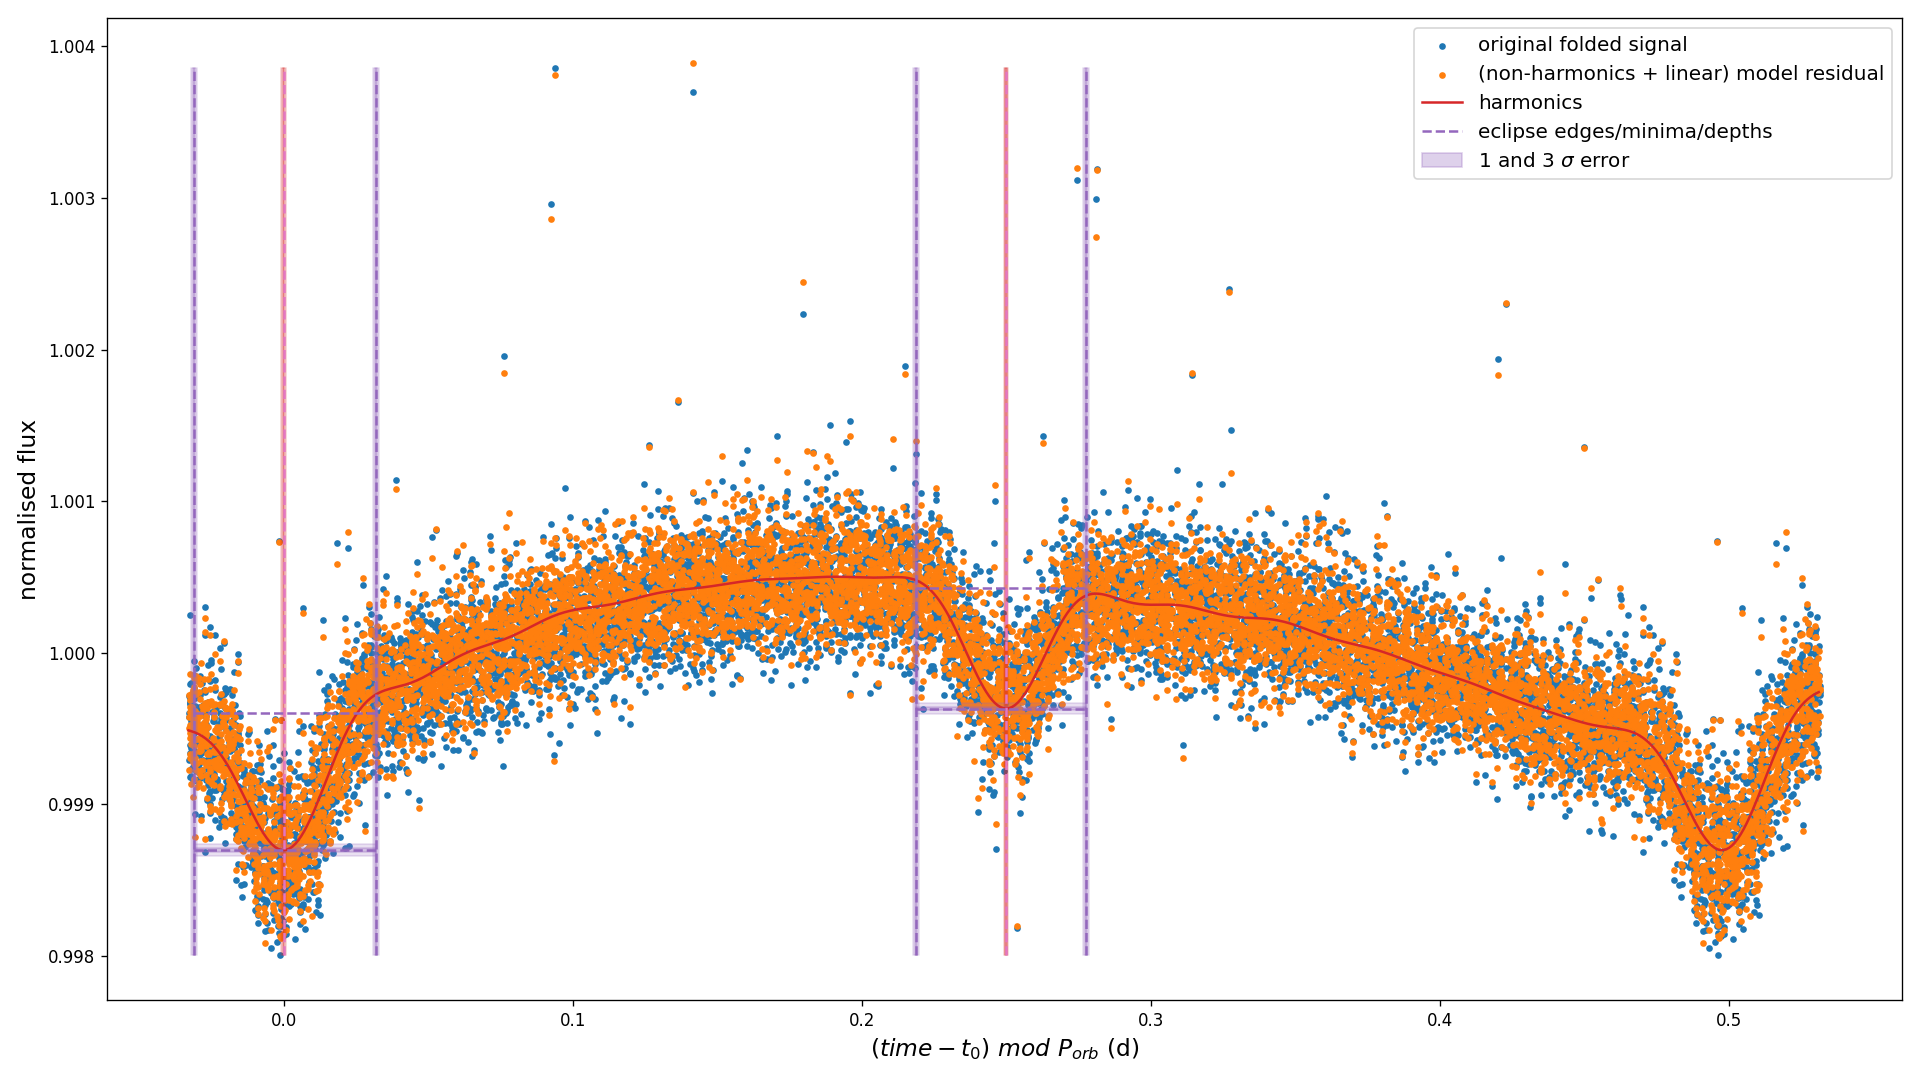 1.004
1.003
1.002
1.001
1.000
0.999
0.998
normalised flux
original folded signal
(non-harmonics + linear) model residual
harmonics
eclipse edges/minima/depths
1 and 3 σ error
0.0 0.1 0.2 0.3 0.4 0.5
(time − t₀) mod Pₒᵣᵦ (d)